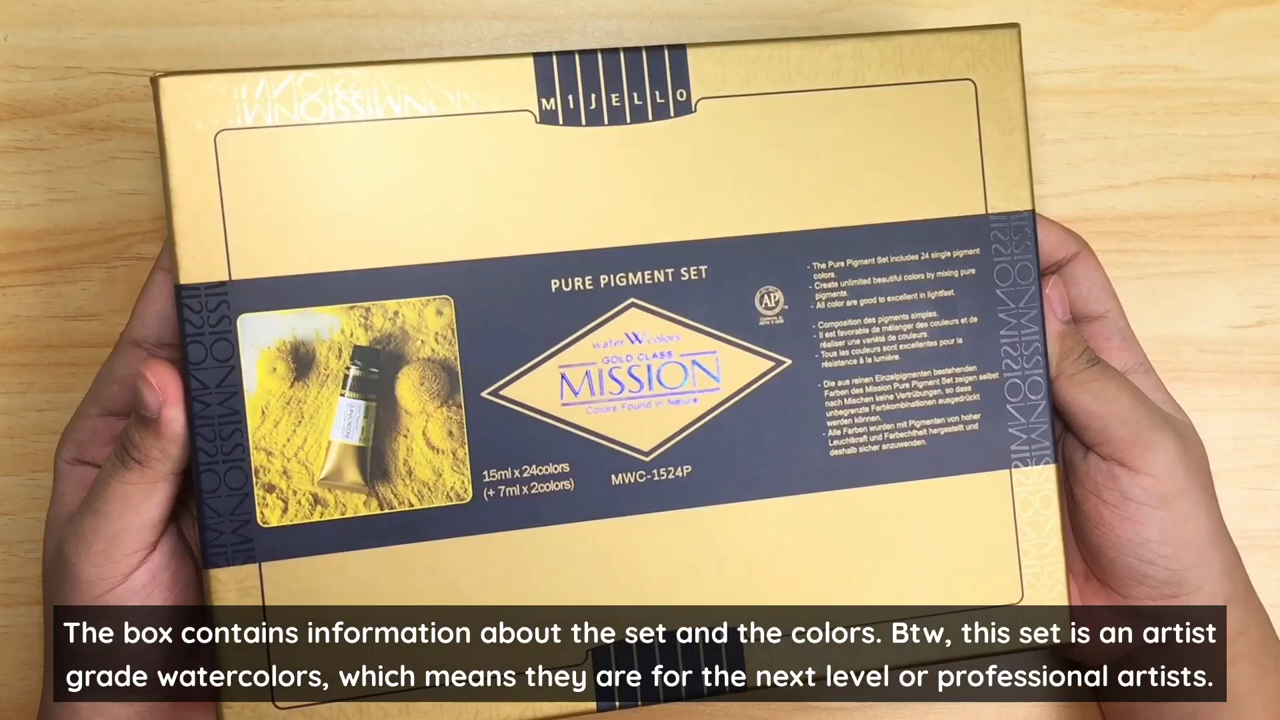 MIJELLO
PURE PIGMENT SET
water W colors
GOLD CLASS
MISSION
Colors Found in Nature
15ml x 24colors
(+ 7ml x 2colors)
MWC-1524P
AP
- The Pure Pigment Set includes 24 single pigment
colors.
- Create unlimited beautiful colors by mixing pure
pigments.
- All color are good to excellent in lightfast.
- Composition des pigments simples.
- Il est favorable de mélanger des couleurs et de
réaliser une variété de couleurs.
- Tous les couleurs sont excellentes pour la
résistance à la lumière.
- Die aus reinen Einzelpigmenten bestehenden
Farben des Mission Pure Pigment Set zeigen selbst
nach Mischen keine Vertrübungen, so dass
unbegrenzte Farbkombinationen ausgedrückt
werden können.
- Alle Farben wurden mit Pigmenten von hoher
Leuchtkraft und Farbechtheit hergestellt und
deshalb sicher anzuwenden.
The box contains information about the set and the colors. Btw, this set is an artist
grade watercolors, which means they are for the next level or professional artists.